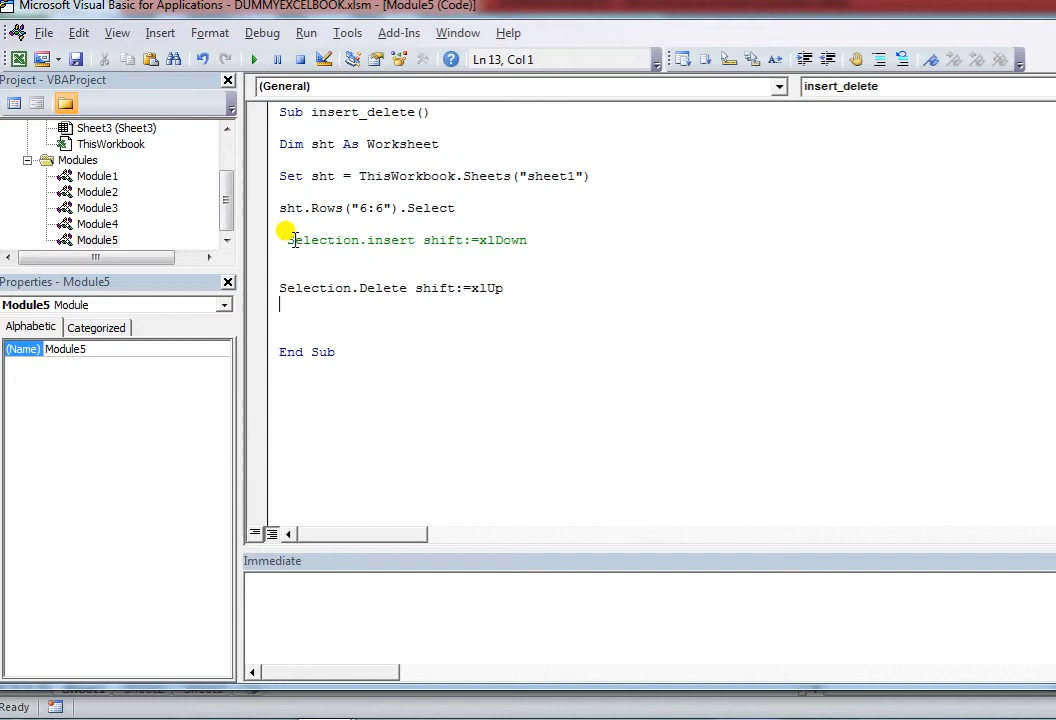 Microsoft Visual Basic for Applications - DUMMYEXCELBOOK.xlsm - [Module5 (Code)]
File Edit View Insert Format Debug Run Tools Add-Ins Window Help
Ln 13, Col 1
Project - VBAProject
Sheet3 (Sheet3)
ThisWorkbook
Modules
Module1
Module2
Module3
Module4
Module5
Properties - Module5
Module5 Module
Alphabetic Categorized
(Name) Module5
(General) insert_delete
Sub insert_delete()
Dim sht As Worksheet
Set sht = ThisWorkbook.Sheets("sheet1")
sht.Rows("6:6").Select
'Selection.insert shift:=xlDown
Selection.Delete shift:=xlUp
End Sub
Immediate
Ready